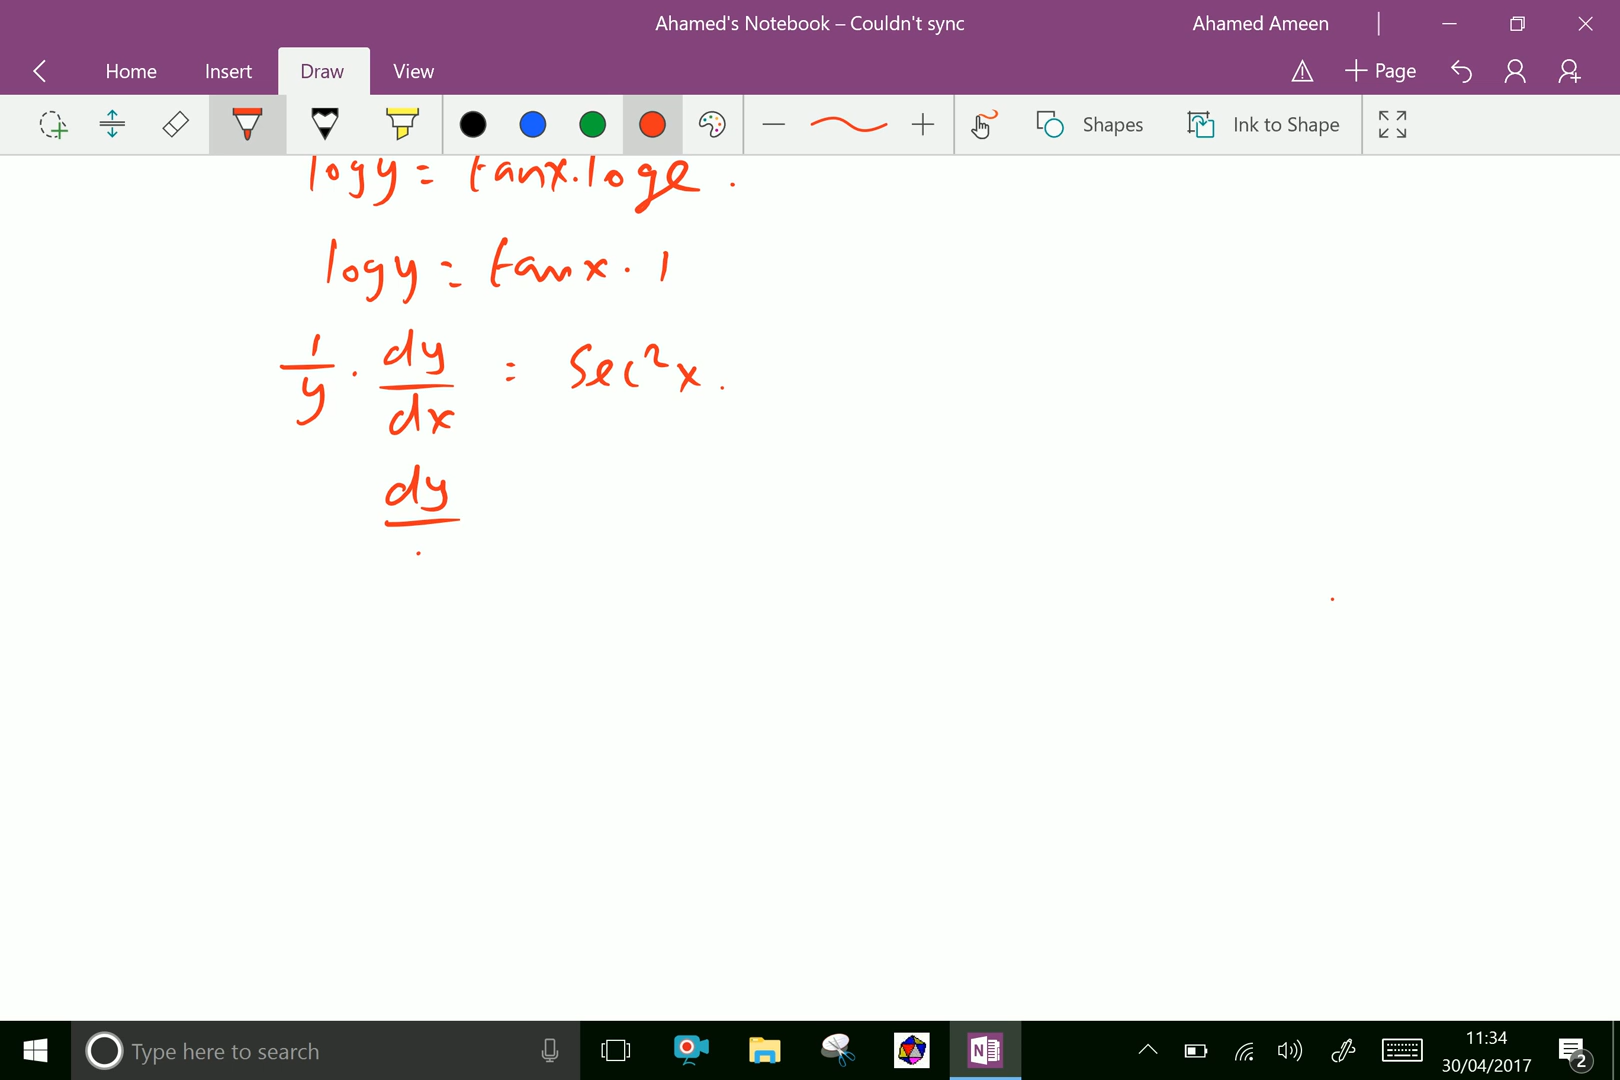 Ahamed's Notebook – Couldn't sync
Ahamed Ameen
Home Insert Draw View
Page
Shapes
Ink to Shape
logy = tanx.loge .
logy = tanx . 1
1/y . dy/dx = Sec²x .
dy
Type here to search
11:34
30/04/2017
2